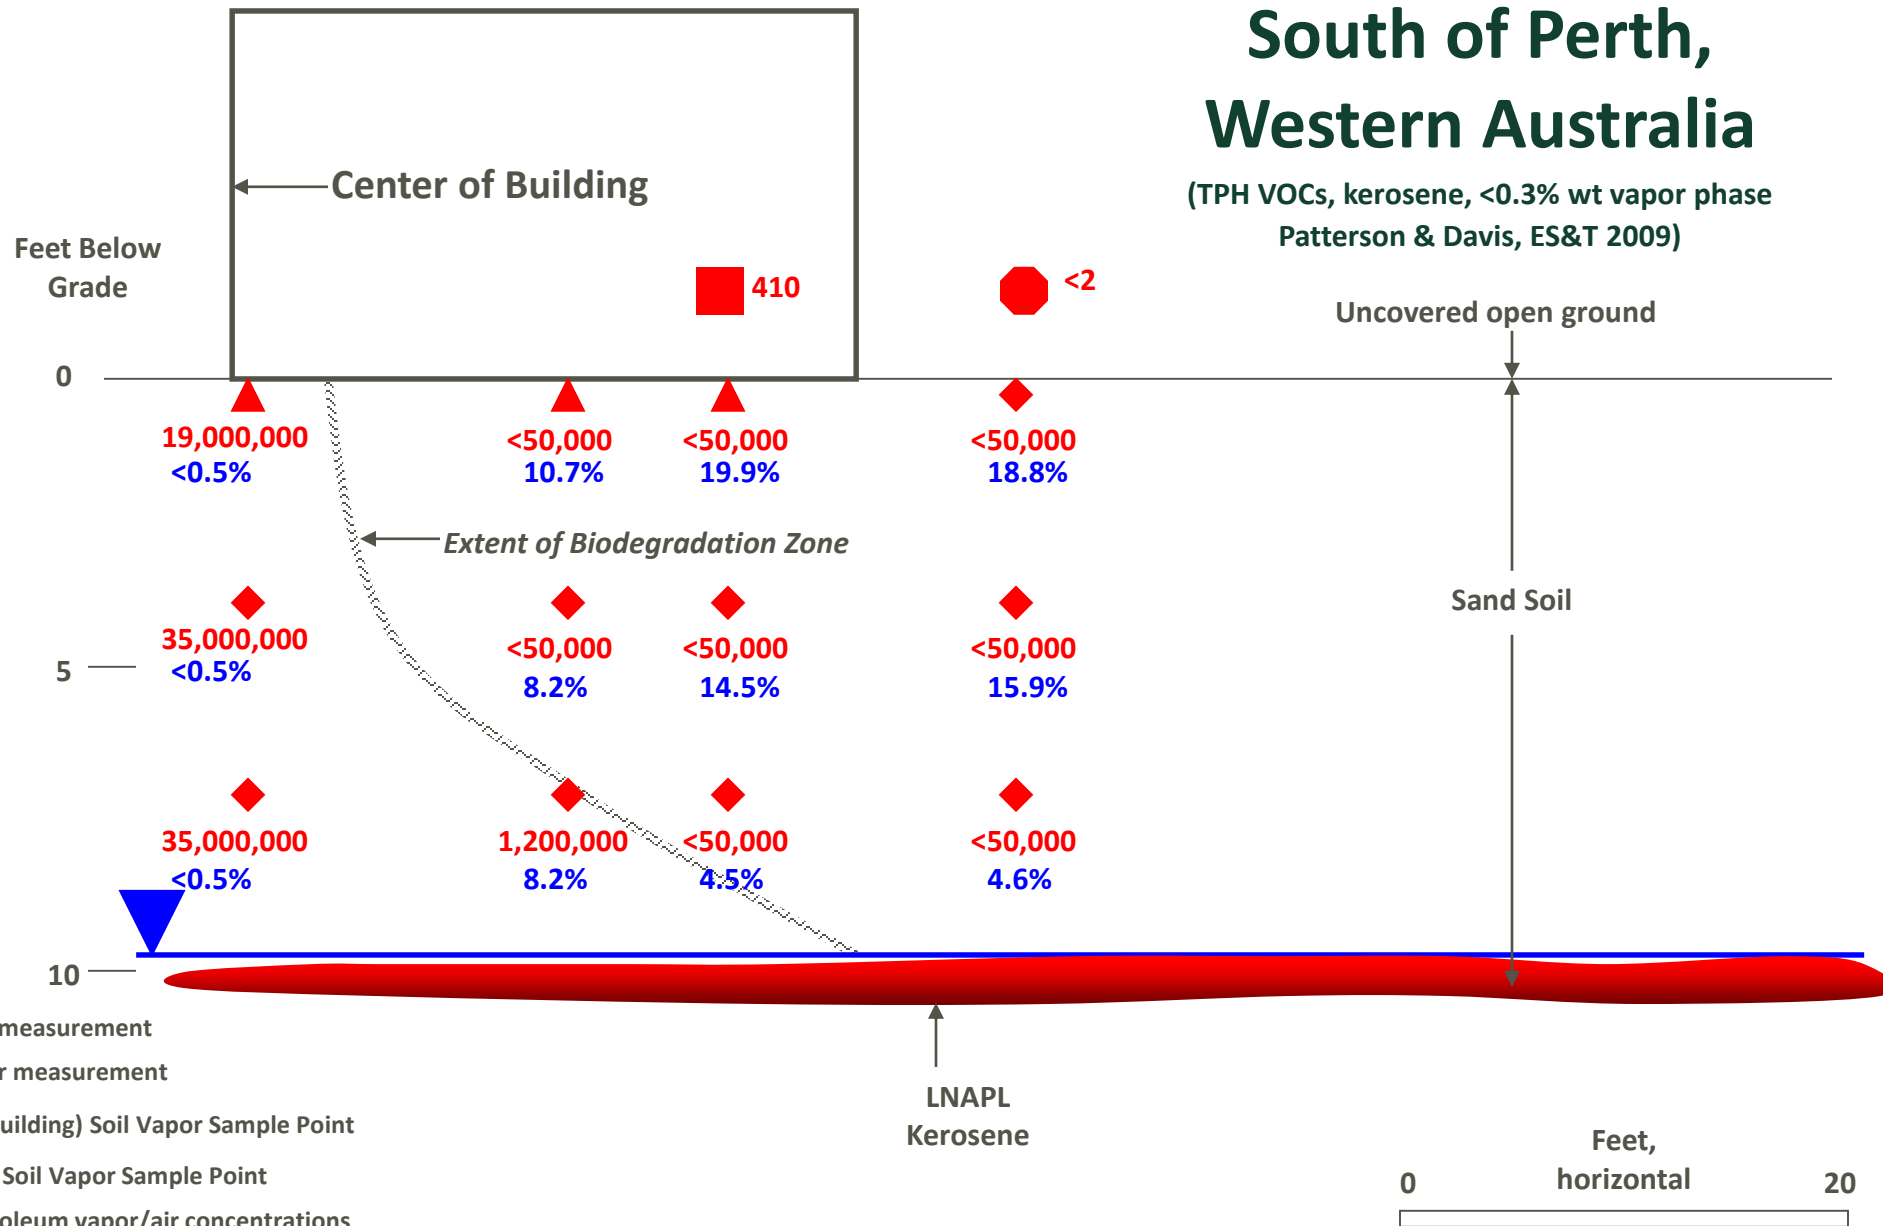 South of Perth,
Western Australia
(TPH VOCs, kerosene, <0.3% wt vapor phase
Patterson & Davis, ES&T 2009)
Center of Building
Feet Below
Grade
410
<2
Uncovered open ground
0
19,000,000
<0.5%
<50,000
10.7%
<50,000
19.9%
<50,000
18.8%
Extent of Biodegradation Zone
Sand Soil
5
35,000,000
<0.5%
<50,000
8.2%
<50,000
14.5%
<50,000
15.9%
35,000,000
<0.5%
1,200,000
8.2%
<50,000
4.5%
<50,000
4.6%
10
measurement
measurement
LNAPL
Kerosene
uilding) Soil Vapor Sample Point
Soil Vapor Sample Point
oleum vapor/air concentrations
Feet,
horizontal
0
20